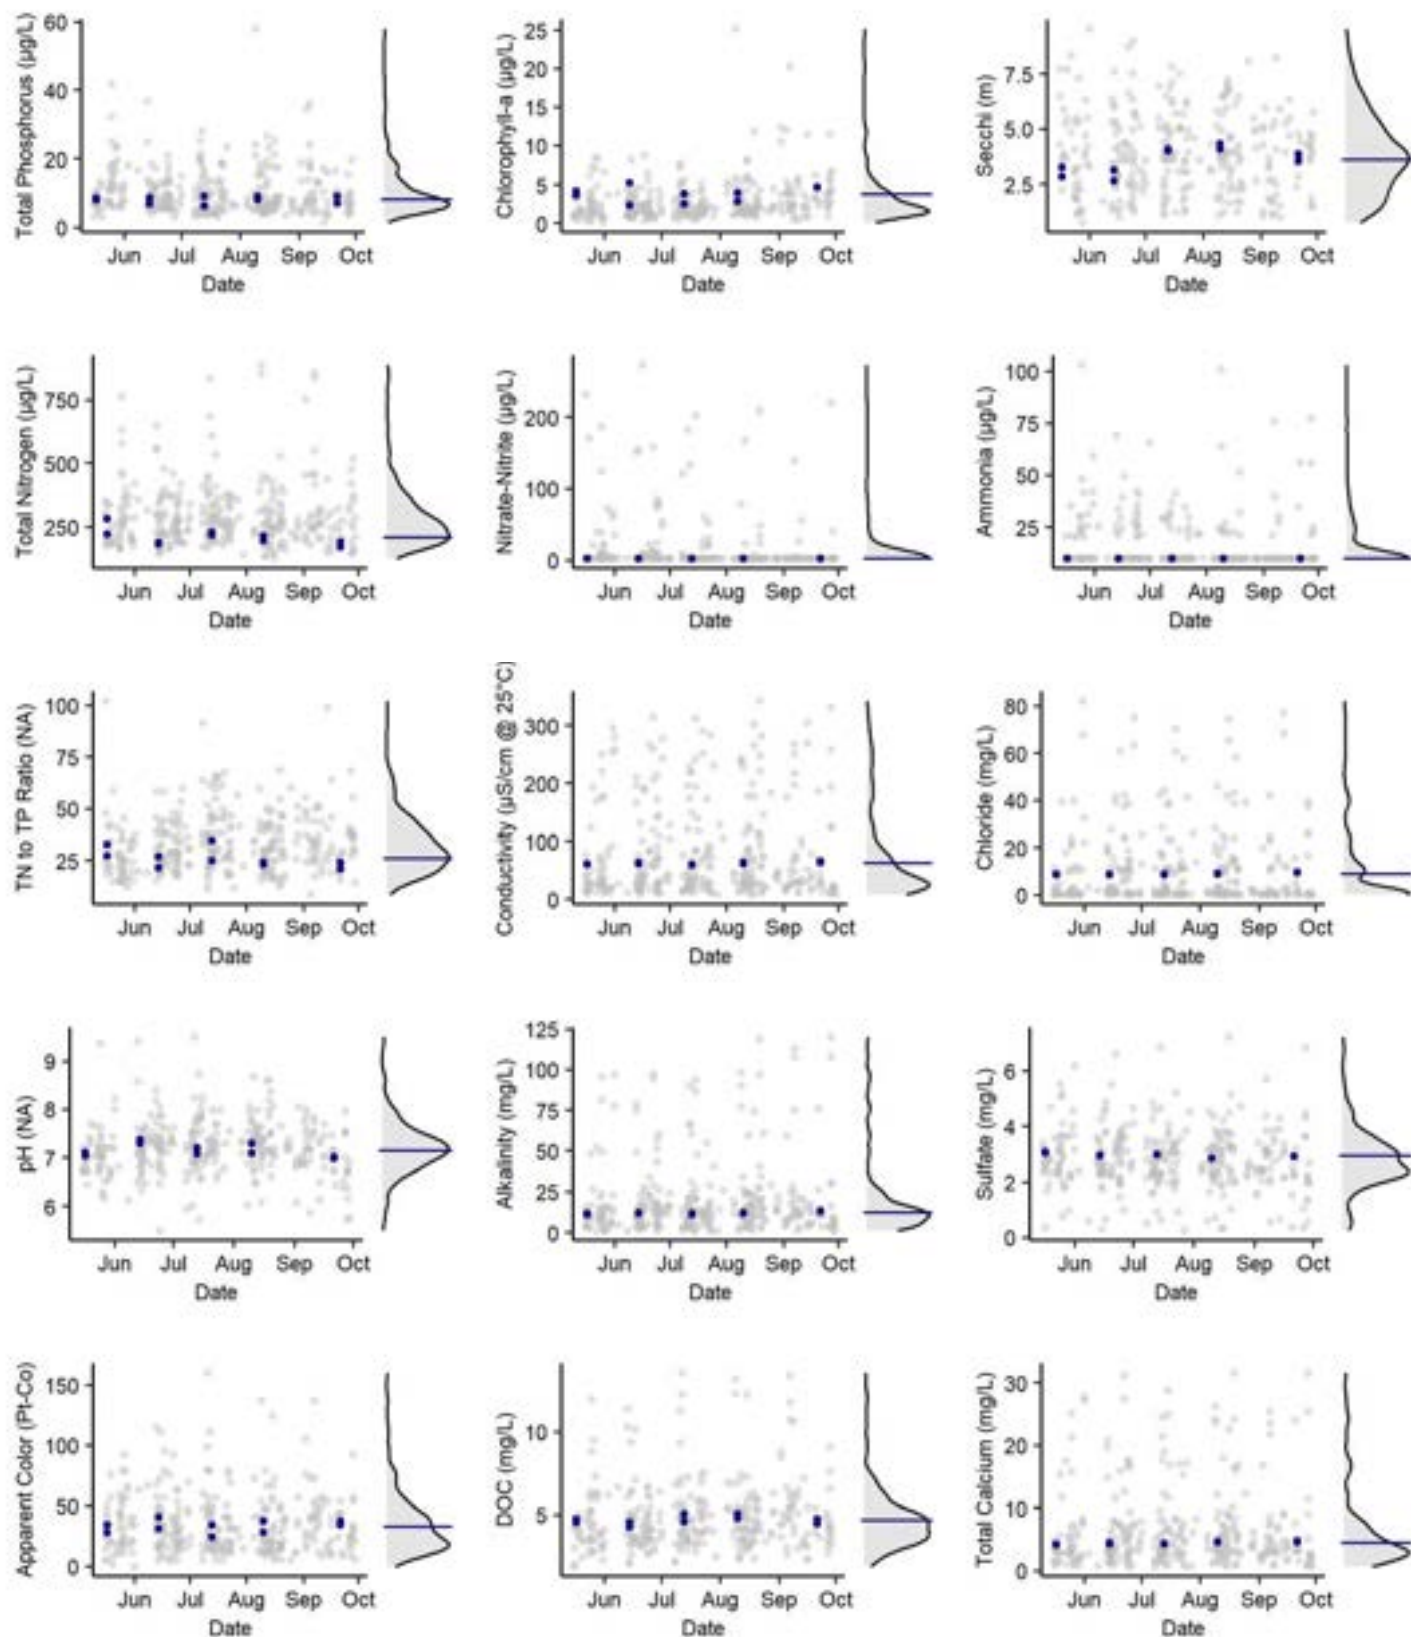 Total Phosphorus (µg/L)
60
40
20
0
Jun Jul Aug Sep Oct
Date
Chlorophyll-a (µg/L)
25
20
15
10
5
0
Jun Jul Aug Sep Oct
Date
Secchi (m)
7.5
5.0
2.5
Jun Jul Aug Sep Oct
Date
Total Nitrogen (µg/L)
750
500
250
Jun Jul Aug Sep Oct
Date
Nitrate-Nitrite (µg/L)
200
100
0
Jun Jul Aug Sep Oct
Date
Ammonia (µg/L)
100
75
50
25
Jun Jul Aug Sep Oct
Date
TN to TP Ratio (NA)
100
75
50
25
Jun Jul Aug Sep Oct
Date
Conductivity (µS/cm @ 25°C)
300
200
100
0
Jun Jul Aug Sep Oct
Date
Chloride (mg/L)
80
60
40
20
0
Jun Jul Aug Sep Oct
Date
pH (NA)
9
8
7
6
Jun Jul Aug Sep Oct
Date
Alkalinity (mg/L)
125
100
75
50
25
0
Jun Jul Aug Sep Oct
Date
Sulfate (mg/L)
6
4
2
0
Jun Jul Aug Sep Oct
Date
Apparent Color (Pt-Co)
150
100
50
0
Jun Jul Aug Sep Oct
Date
DOC (mg/L)
10
5
Jun Jul Aug Sep Oct
Date
Total Calcium (mg/L)
30
20
10
0
Jun Jul Aug Sep Oct
Date